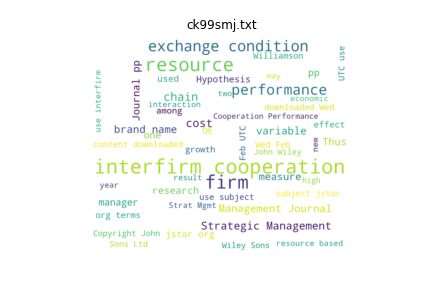 ck99smj.txt
exchange condition
resource
Williamson
UTC use
Journal pp
used
Hypothesis
pp
chain
two
may
performance
economic
use interfirm
interaction
downloaded Wed
among
Cooperation Performance
cost
OE
brand name
one
variable
effect
content downloaded
Feb UTC
Wed Feb
new
Thus
growth
John Wiley
interfirm cooperation
result
firm
measure
high
year
research
use subject
subject jstor
manager
Strat Mgmt
Management Journal
org terms
Strategic Management
Copyright John
jstor org
Sons Ltd
Wiley Sons
resource based